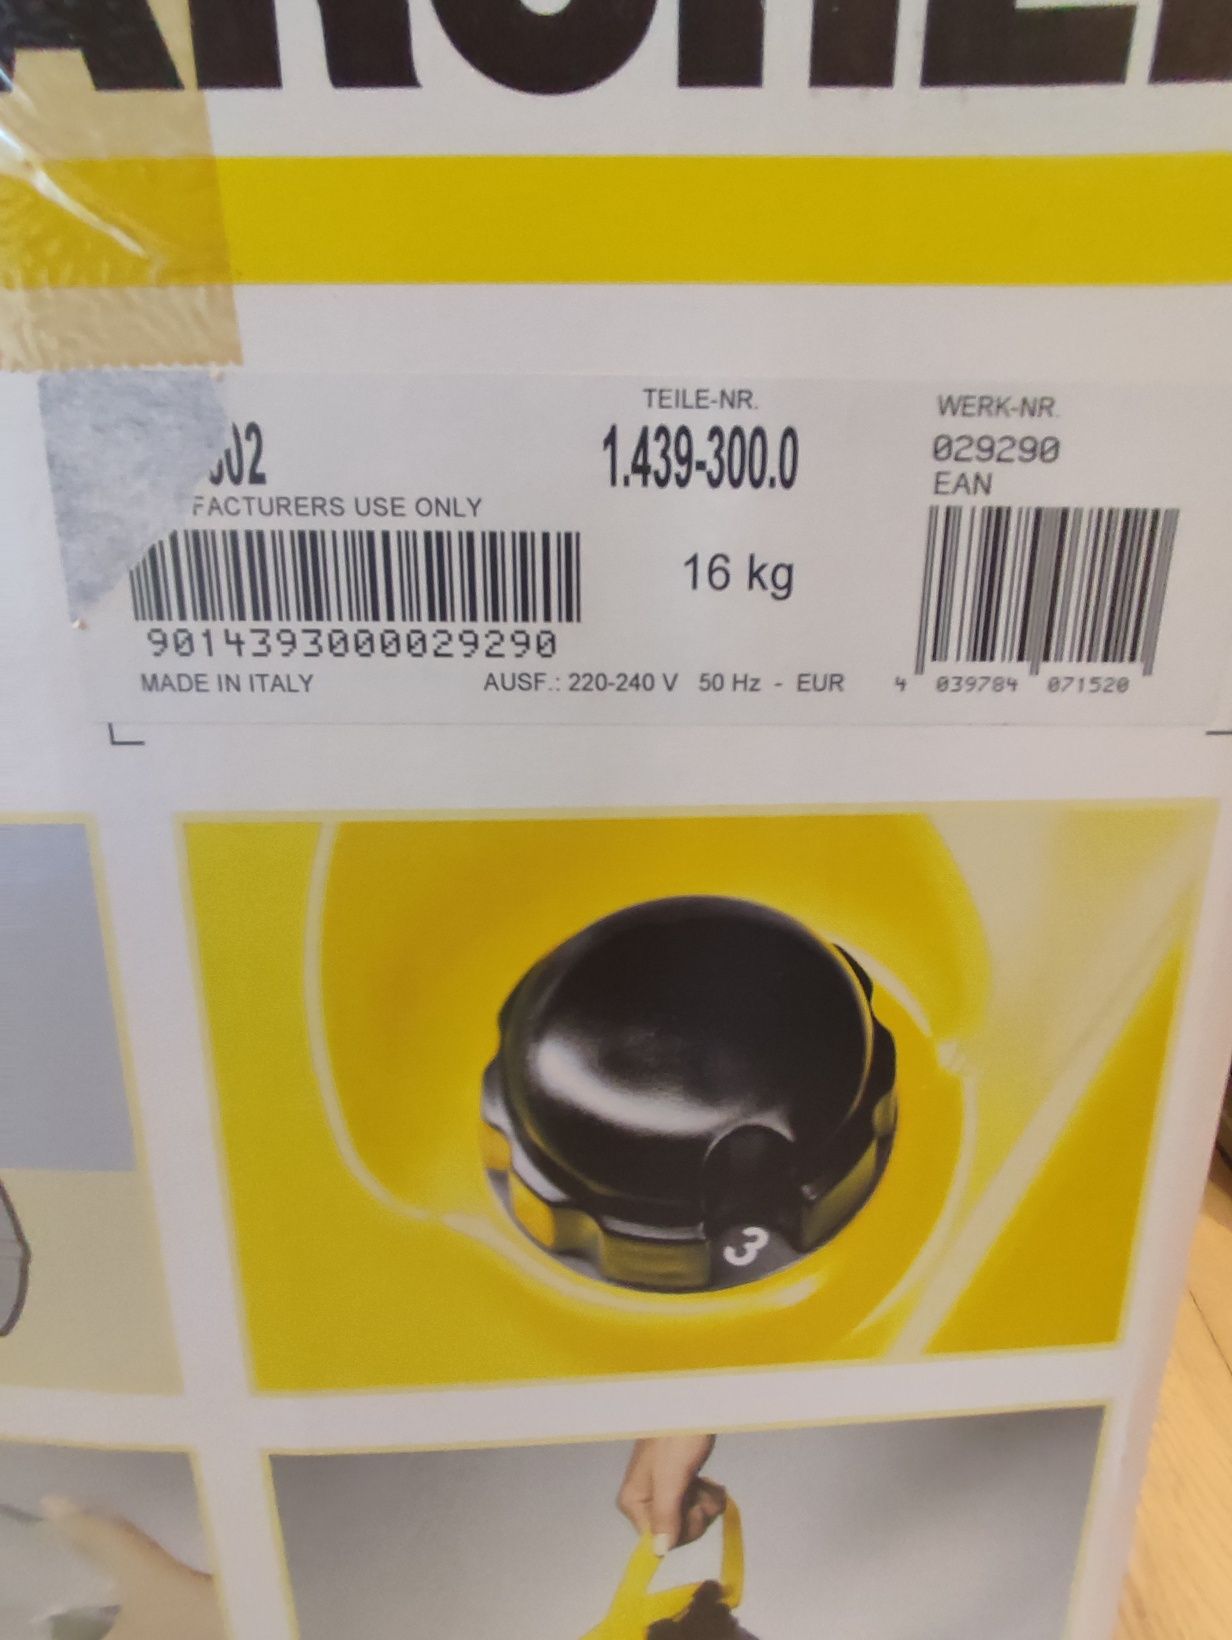 TEILE-NR.
1.439-300.0
WERK-NR.
029290
EAN
02
FACTURERS USE ONLY
16 kg
9014393000029290
MADE IN ITALY
AUSF.: 220-240 V 50 Hz - EUR
4 039784 071520
3